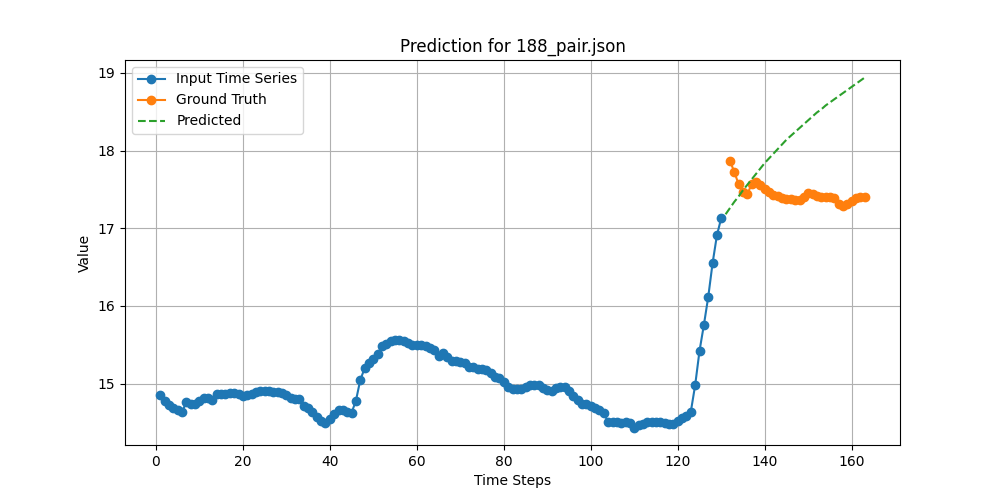 Prediction for 188_pair.json
Input Time Series
Ground Truth
Predicted
19
18
17
16
15
Value
0 20 40 60 80 100 120 140 160
Time Steps